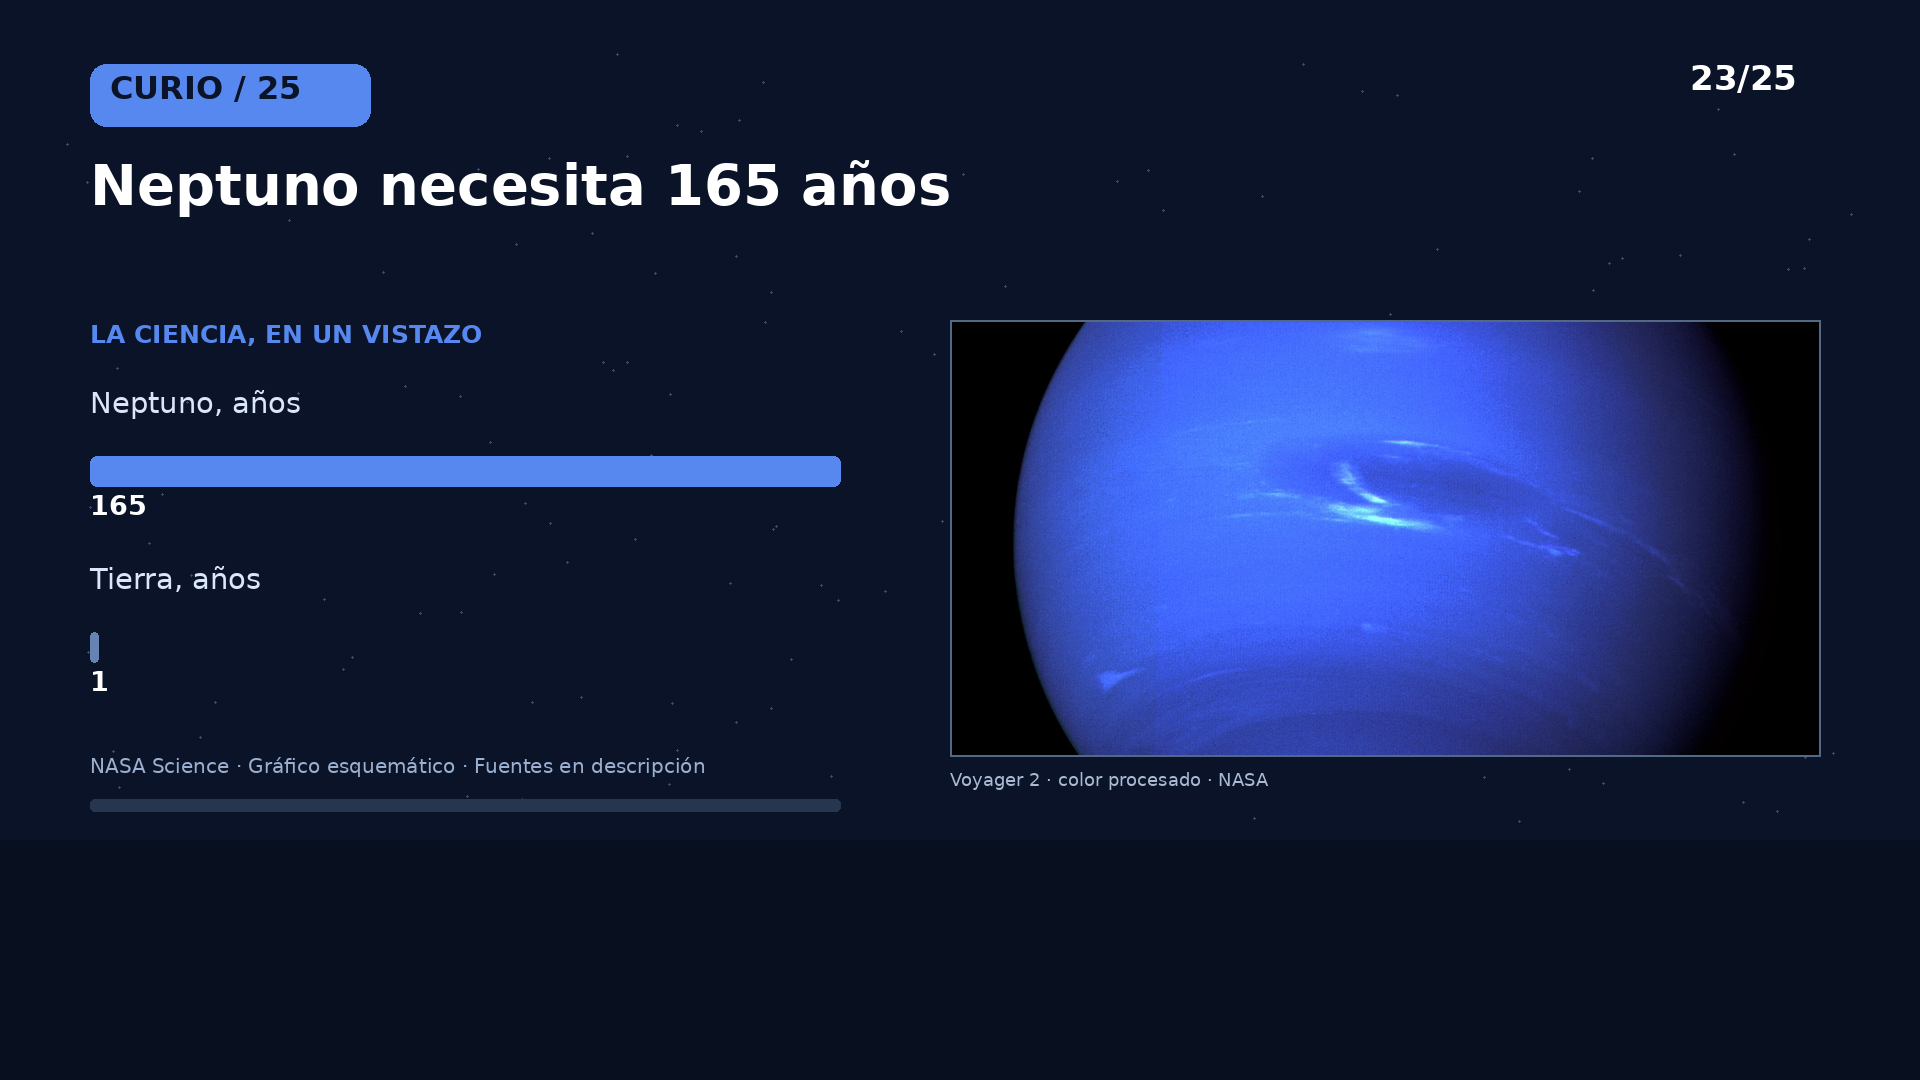 CURIO / 25
23/25
Neptuno necesita 165 años
LA CIENCIA, EN UN VISTAZO
Neptuno, años
165
Tierra, años
1
NASA Science · Gráfico esquemático · Fuentes en descripción
Voyager 2 · color procesado · NASA